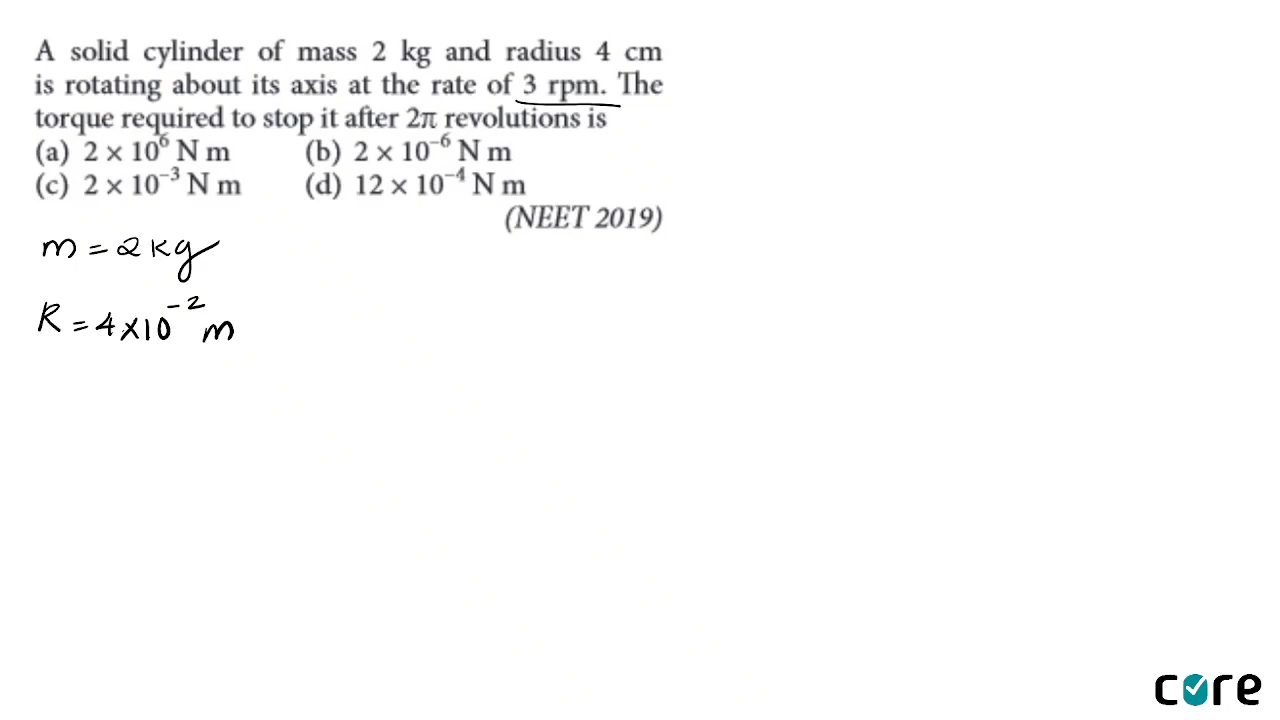 A solid cylinder of mass 2 kg and radius 4 cm
is rotating about its axis at the rate of 3 rpm. The
torque required to stop it after 2π revolutions is
(a) 2 × 10⁶ N m (b) 2 × 10⁻⁶ N m
(c) 2 × 10⁻³ N m (d) 12 × 10⁻⁴ N m
(NEET 2019)
m = 2 kg
R = 4×10⁻² m
core